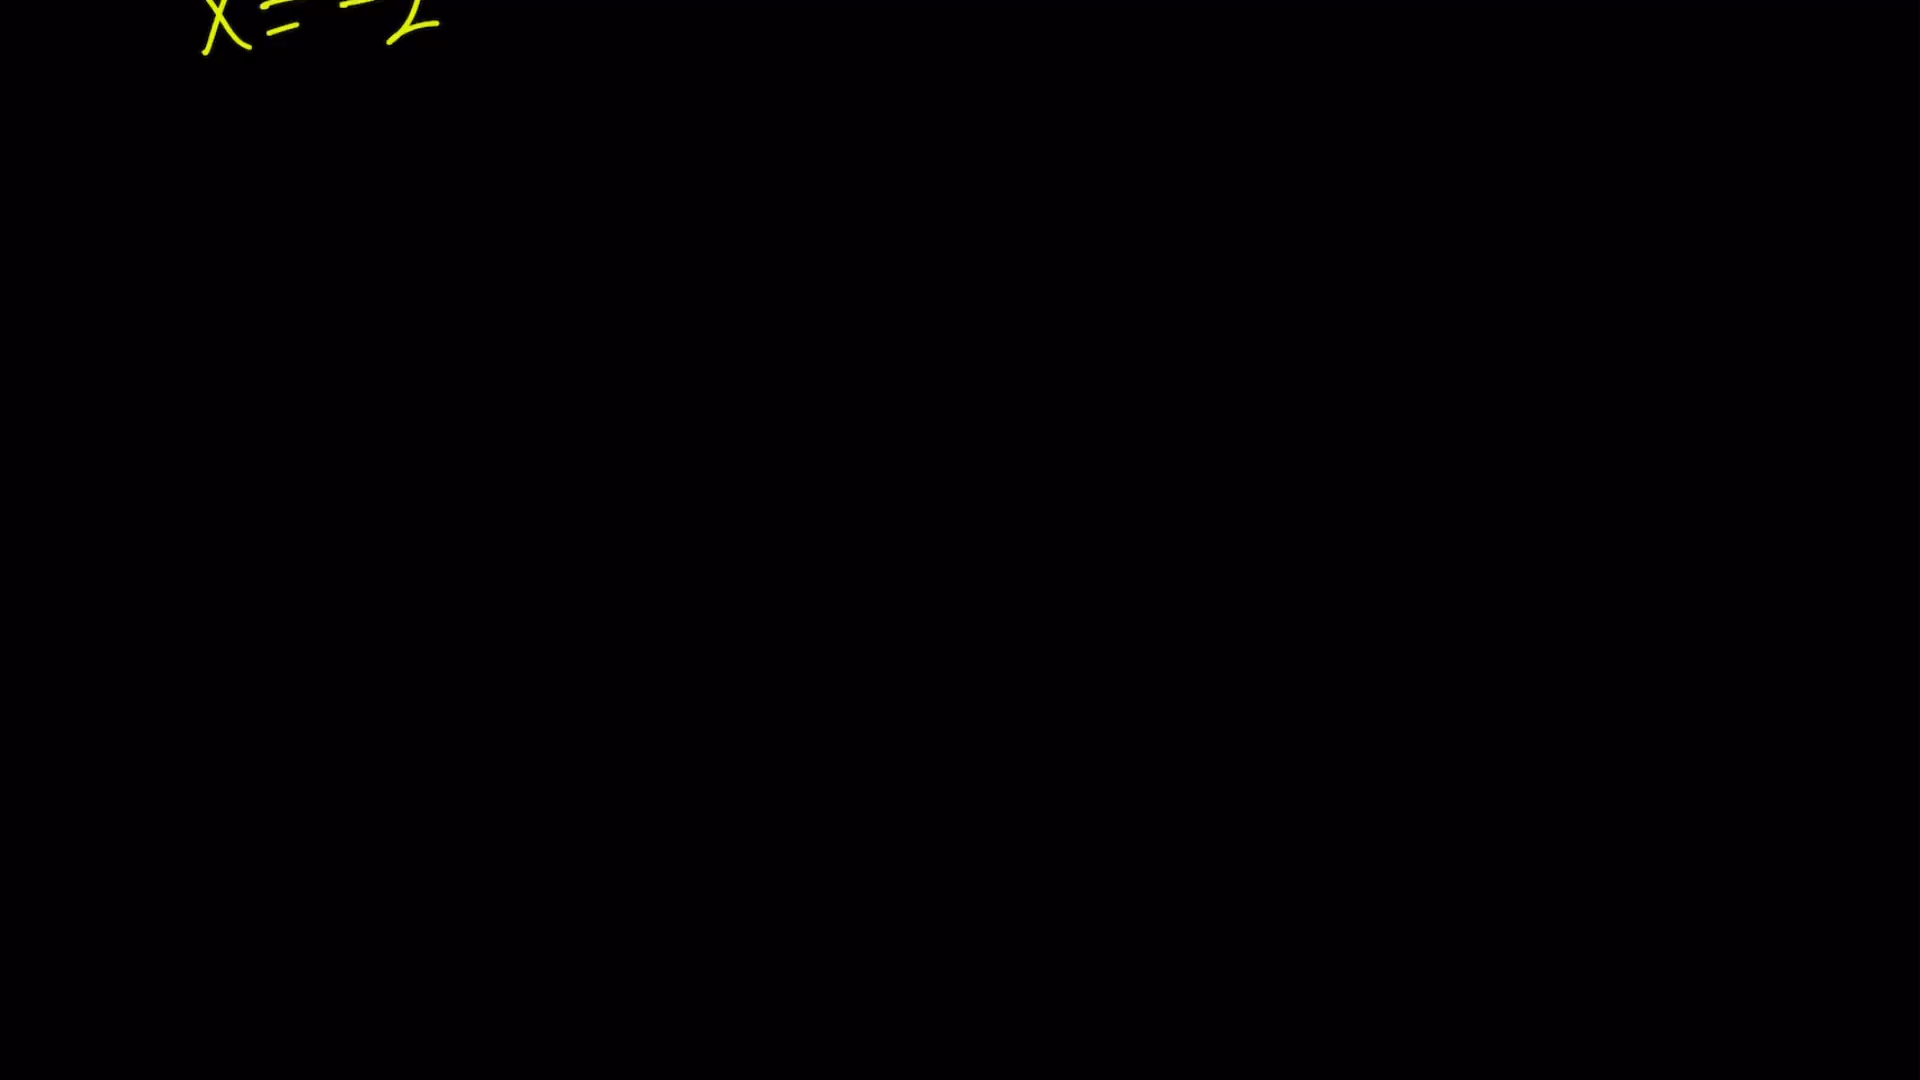 x = -2